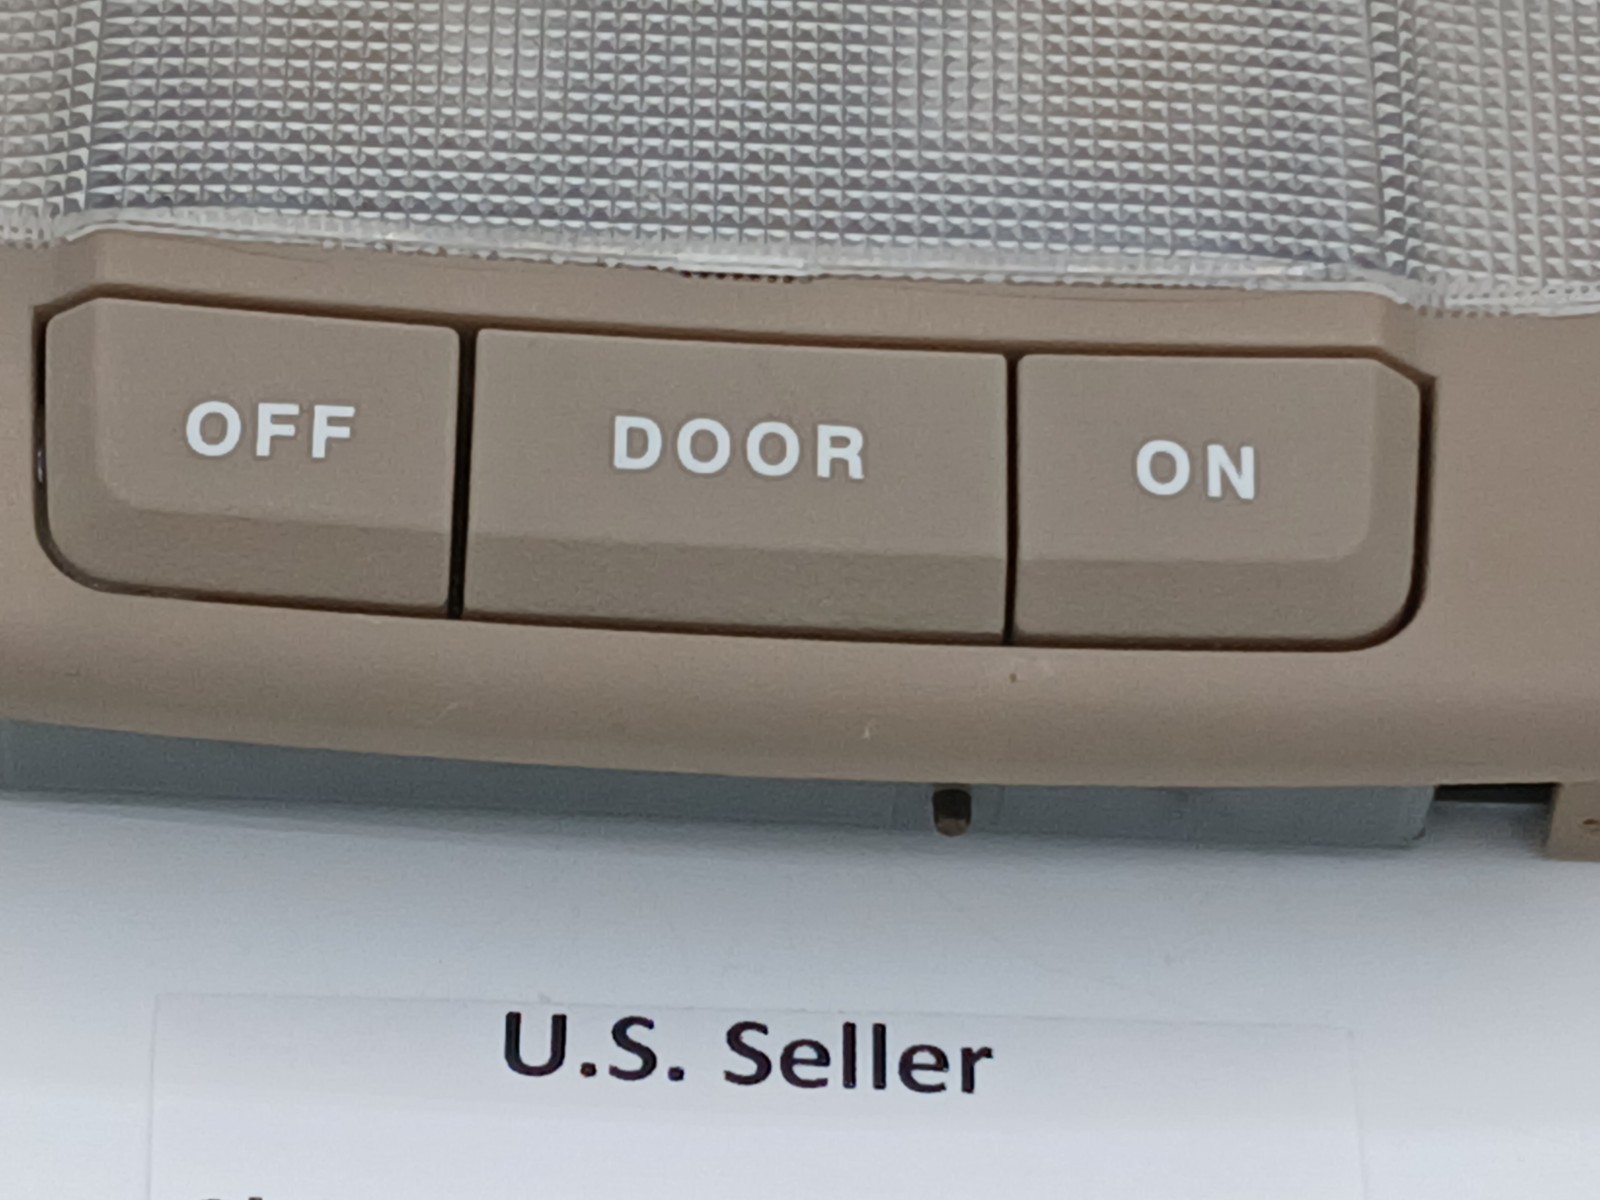 OFF DOOR ON
U.S. Seller